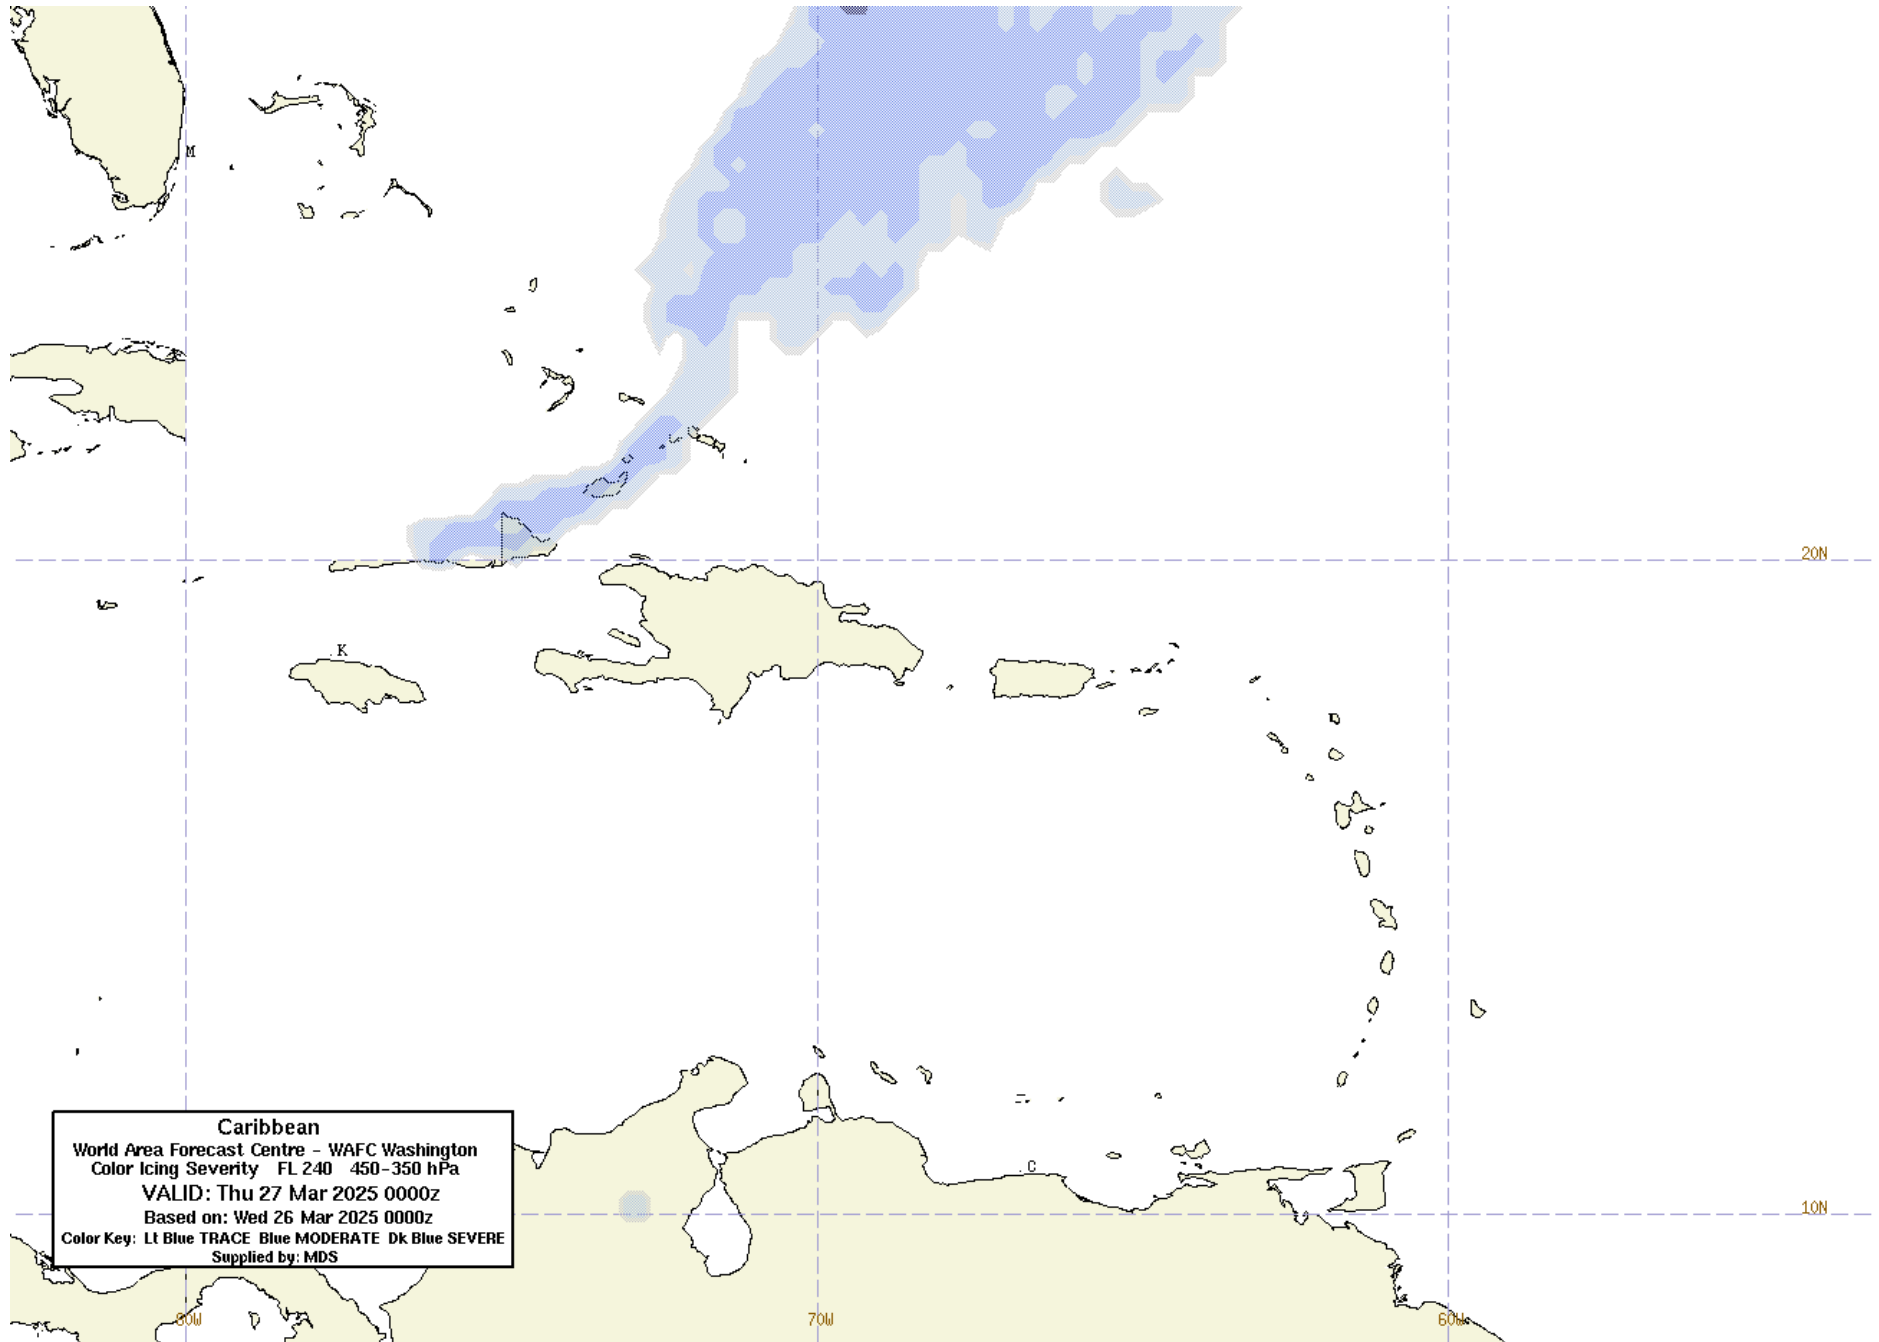 M
20N
K
C
Caribbean
World Area Forecast Centre - WAFC Washington
Color Icing Severity FL 240 450-350 hPa
VALID: Thu 27 Mar 2025 0000z
Based on: Wed 26 Mar 2025 0000z
Color Key: Lt Blue TRACE Blue MODERATE Dk Blue SEVERE
Supplied by: MDS
10N
80W
70W
60W